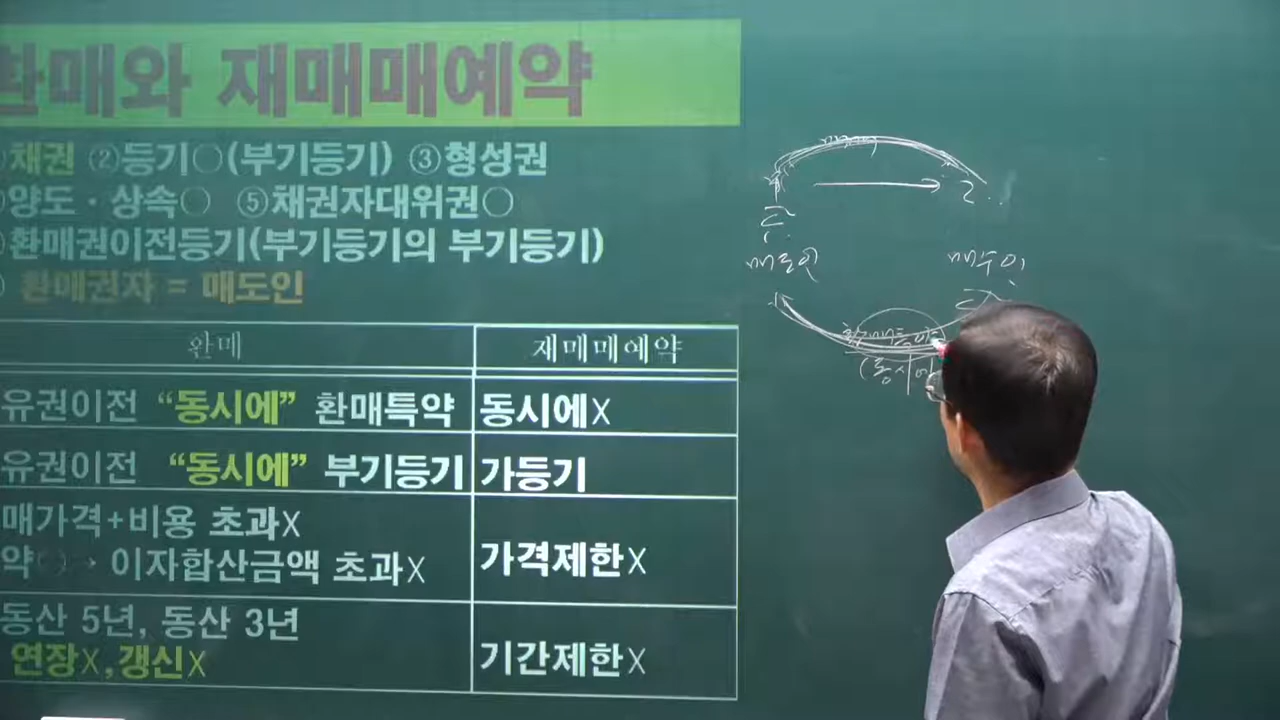 환매와 재매매예약
채권 ②등기○(부기등기) ③형성권
양도·상속○ ⑤채권자대위권○
환매권이전등기(부기등기의 부기등기)
환매권자 = 매도인
환매 재매매예약
유권이전 “동시에” 환매특약 동시에X
유권이전 “동시에” 부기등기 가등기
매가격+비용 초과X
약○→ 이자합산금액 초과X 가격제한X
동산 5년, 동산 3년
연장X,갱신X 기간제한X
매도인 매수인
(동시에